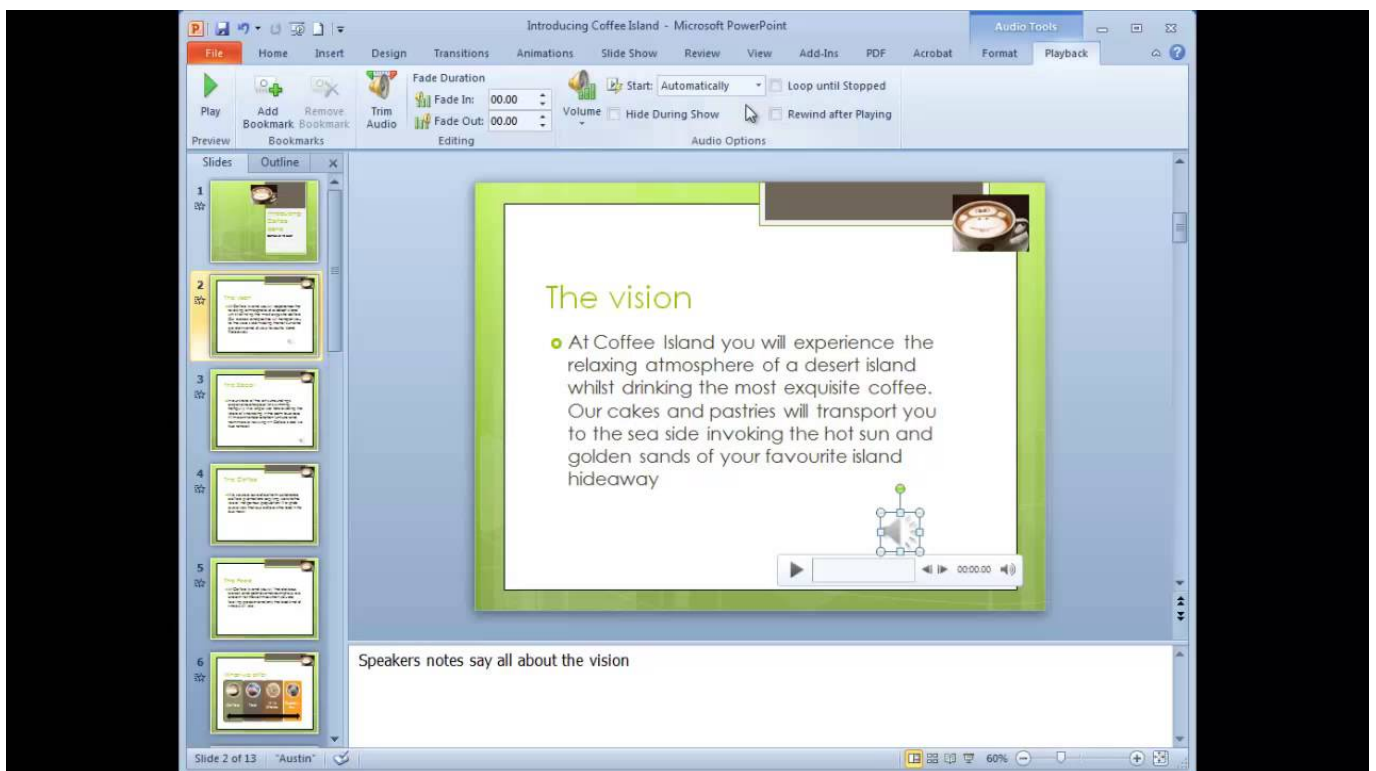 Introducing Coffee Island - Microsoft PowerPoint
Audio Tools
File Home Insert Design Transitions Animations Slide Show Review View Add-Ins PDF Acrobat Format Playback
Play
Preview
Add Bookmark
Remove Bookmark
Bookmarks
Trim Audio
Fade Duration
Fade In: 00.00
Fade Out: 00.00
Editing
Volume
Start: Automatically
Hide During Show
Loop until Stopped
Rewind after Playing
Audio Options
Slides Outline
1
2
3
4
5
6
The vision
At Coffee Island you will experience the
relaxing atmosphere of a desert island
whilst drinking the most exquisite coffee.
Our cakes and pastries will transport you
to the sea side invoking the hot sun and
golden sands of your favourite island
hideaway
00:00.00
Speakers notes say all about the vision
Slide 2 of 13 "Austin" 60%